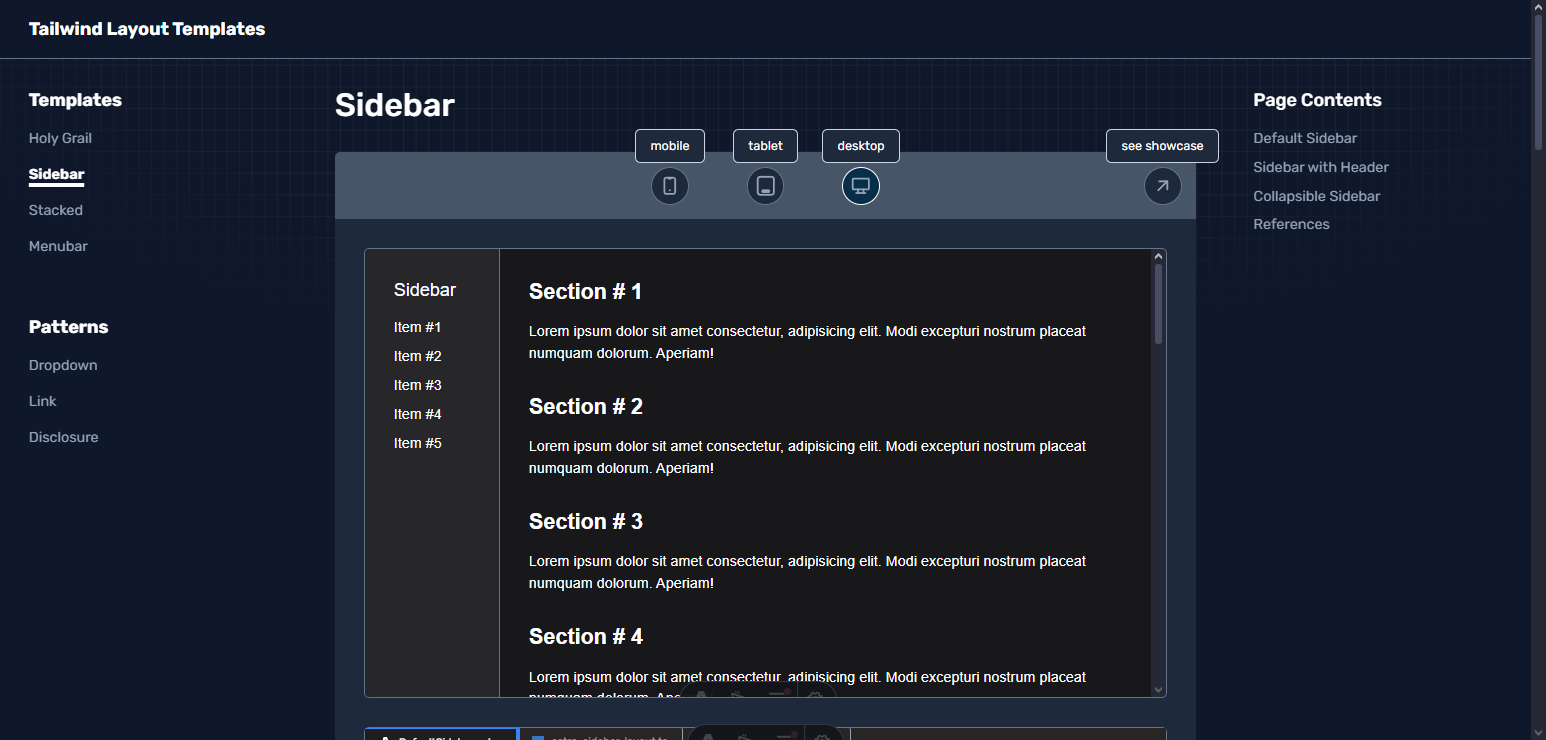 Tailwind Layout Templates
Templates
Holy Grail
Sidebar
Stacked
Menubar
Patterns
Dropdown
Link
Disclosure
Sidebar
mobile
tablet
desktop
see showcase
Sidebar
Item #1
Item #2
Item #3
Item #4
Item #5
Section # 1
Lorem ipsum dolor sit amet consectetur, adipisicing elit. Modi excepturi nostrum placeat
numquam dolorum. Aperiam!
Section # 2
Lorem ipsum dolor sit amet consectetur, adipisicing elit. Modi excepturi nostrum placeat
numquam dolorum. Aperiam!
Section # 3
Lorem ipsum dolor sit amet consectetur, adipisicing elit. Modi excepturi nostrum placeat
numquam dolorum. Aperiam!
Section # 4
Lorem ipsum dolor sit amet consectetur, adipisicing elit. Modi excepturi nostrum placeat
numquam dolorum.
Page Contents
Default Sidebar
Sidebar with Header
Collapsible Sidebar
References